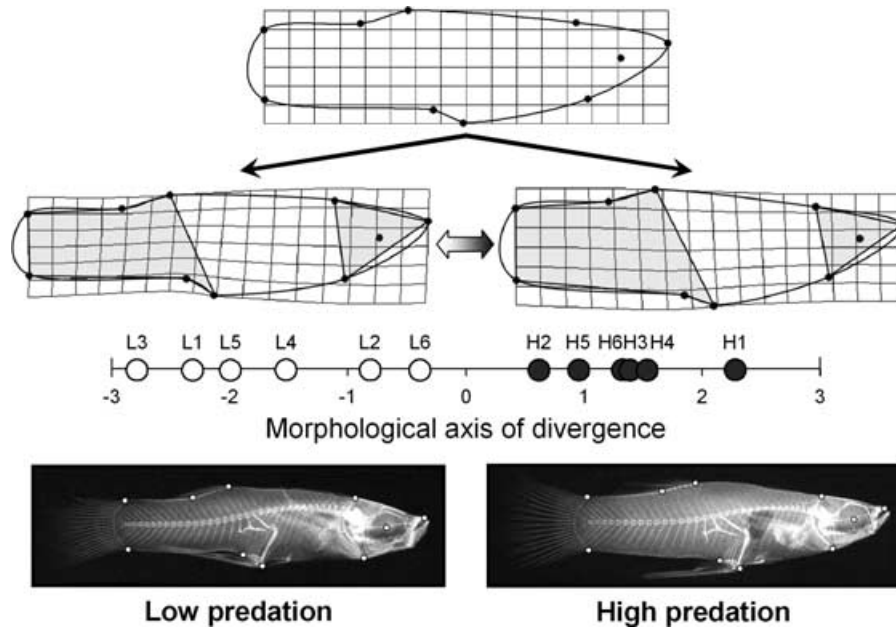 L3 L1 L5 L4 L2 L6 H2 H5 H6 H3 H4 H1
-3 -2 -1 0 1 2 3
Morphological axis of divergence
Low predation High predation